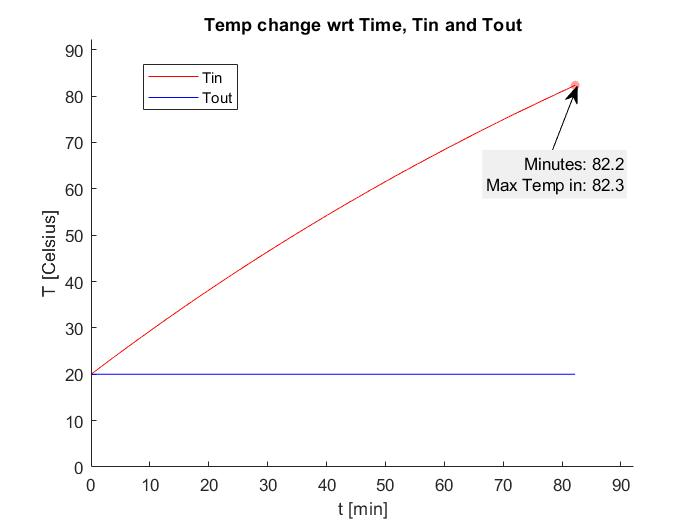 Temp change wrt Time, Tin and Tout
90
80
70
60
50
40
30
20
10
0
T [Celsius]
Tin
Tout
Minutes: 82.2
Max Temp in: 82.3
0 10 20 30 40 50 60 70 80 90
t [min]